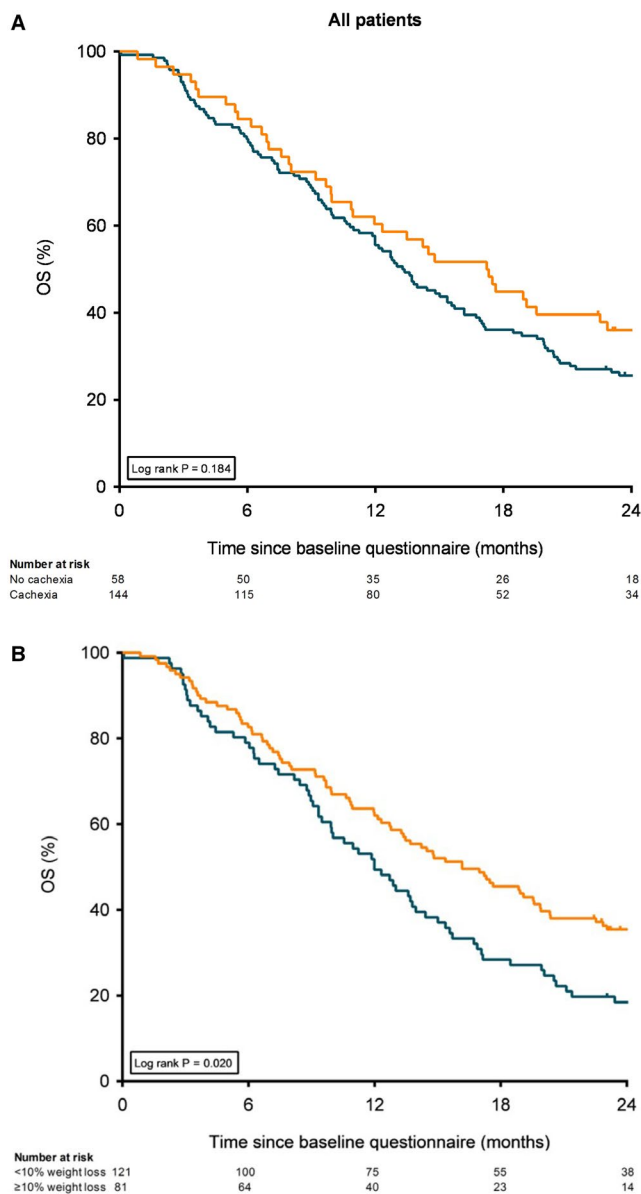 A
All patients
100
80
60
40
20
0
OS (%)
Log rank P = 0.184
0 6 12 18 24
Time since baseline questionnaire (months)
Number at risk
No cachexia 58 50 35 26 18
Cachexia 144 115 80 52 34
B
100
80
60
40
20
0
OS (%)
Log rank P = 0.020
0 6 12 18 24
Time since baseline questionnaire (months)
Number at risk
<10% weight loss 121 100 75 55 38
≥10% weight loss 81 64 40 23 14